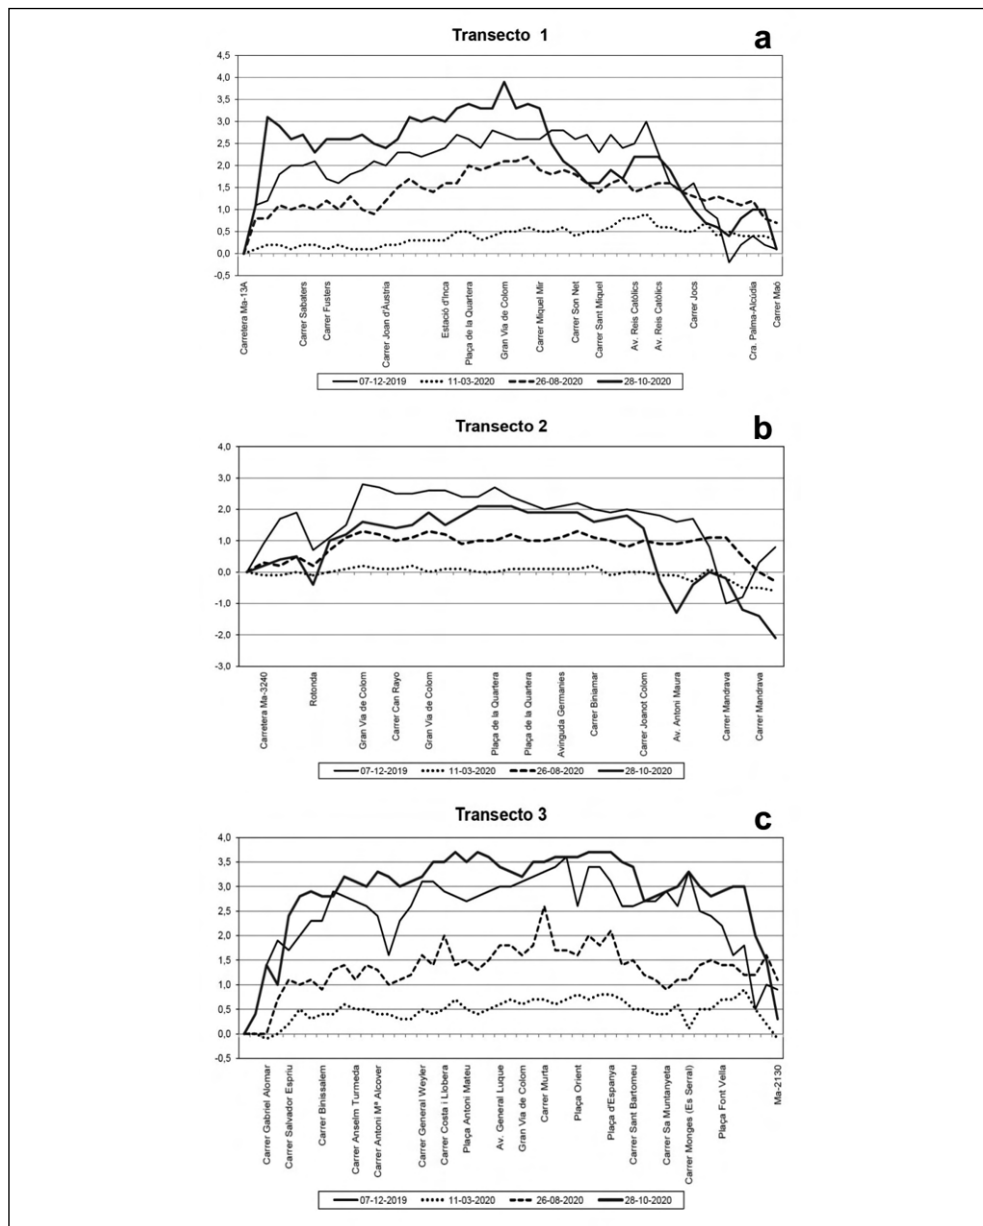 Transecto 1
a
4,5
4,0
3,5
3,0
2,5
2,0
1,5
1,0
0,5
0,0
-0,5
Carretera Ma-13A
Carrer Sabaters
Carrer Fusters
Carrer Joan d'Àustria
Estació d'Inca
Plaça de la Quartera
Gran Via de Colom
Carrer Miquel Mir
Carrer Son Net
Carrer Sant Miquel
Av. Reis Catòlics
Av. Reis Catòlics
Carrer Jocs
Cra. Palma-Alcúdia
Carrer Maó
07-12-2019 11-03-2020 26-08-2020 28-10-2020
Transecto 2
b
4,0
3,0
2,0
1,0
0,0
-1,0
-2,0
-3,0
Carretera Ma-3240
Rotonda
Gran Via de Colom
Carrer Can Rayo
Gran Via de Colom
Plaça de la Quartera
Plaça de la Quartera
Avinguda Germanies
Carrer Biniamar
Carrer Joanot Colom
Av. Antoni Maura
Carrer Mandrava
Carrer Mandrava
07-12-2019 11-03-2020 26-08-2020 28-10-2020
Transecto 3
c
4,0
3,5
3,0
2,5
2,0
1,5
1,0
0,5
0,0
-0,5
Carrer Gabriel Alomar
Carrer Salvador Espriu
Carrer Binissalem
Carrer Anselm Turmeda
Carrer Antoni Mª Alcover
Carrer General Weyler
Carrer Costa i Llobera
Plaça Antoni Mateu
Av. General Luque
Gran Via de Colom
Carrer Murta
Plaça Orient
Plaça d'Espanya
Carrer Sant Bartomeu
Carrer Sa Muntanyeta
Carrer Monges (Es Serral)
Plaça Font Vella
Ma-2130
07-12-2019 11-03-2020 26-08-2020 28-10-2020